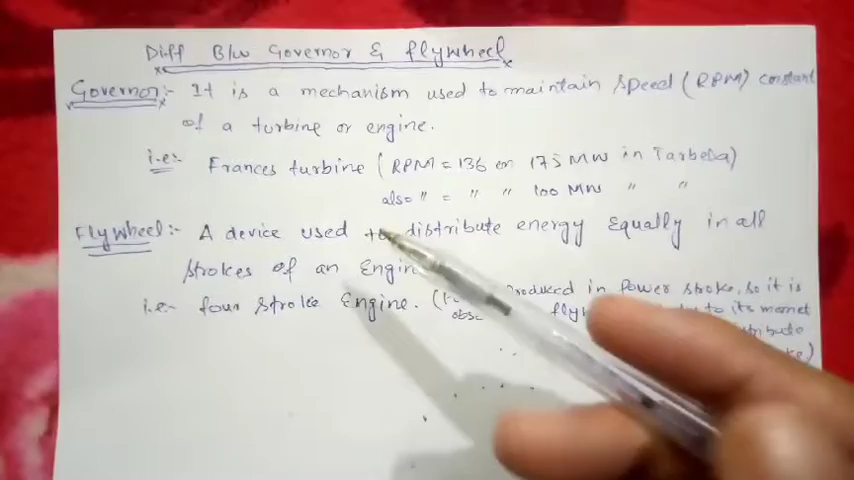 Diff B/w Governor & flywheel
Governor:- It is a mechanism used to maintain speed (RPM) constant
of a turbine or engine.
i.e:- Frances turbine (RPM = 136 on 175 MW in Tarbela)
also " = " " 100 MW " "
Flywheel:- A device used to distribute energy Equally in all
strokes of an Engin
i.e- four stroke Engine. ( Produced in Power stroke, so it is
obs fly to its moment